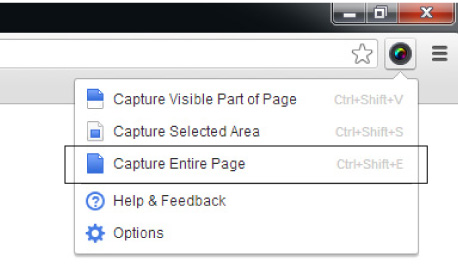 Capture Visible Part of Page Ctrl+Shift+V
Capture Selected Area Ctrl+Shift+S
Capture Entire Page Ctrl+Shift+E
Help & Feedback
Options